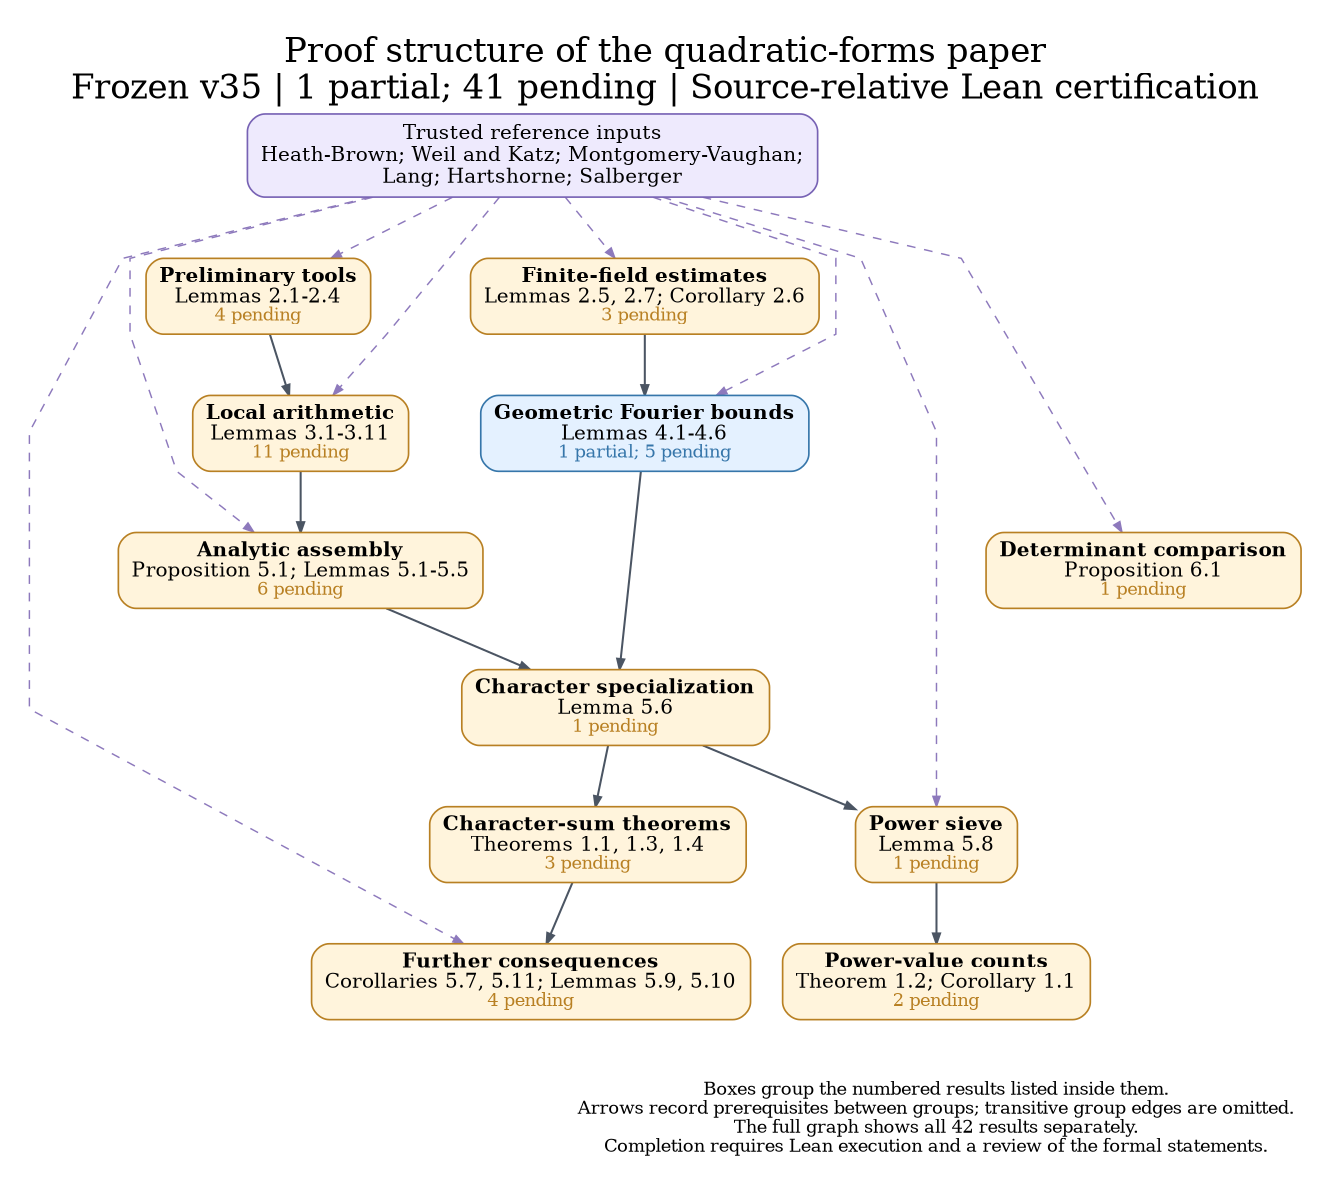 Proof structure of the quadratic-forms paper
Frozen v35 | 1 partial; 41 pending | Source-relative Lean certification
Trusted reference inputs
Heath-Brown; Weil and Katz; Montgomery-Vaughan;
Lang; Hartshorne; Salberger
Preliminary tools
Lemmas 2.1-2.4
4 pending
Finite-field estimates
Lemmas 2.5, 2.7; Corollary 2.6
3 pending
Local arithmetic
Lemmas 3.1-3.11
11 pending
Geometric Fourier bounds
Lemmas 4.1-4.6
1 partial; 5 pending
Analytic assembly
Proposition 5.1; Lemmas 5.1-5.5
6 pending
Determinant comparison
Proposition 6.1
1 pending
Character specialization
Lemma 5.6
1 pending
Character-sum theorems
Theorems 1.1, 1.3, 1.4
3 pending
Power sieve
Lemma 5.8
1 pending
Further consequences
Corollaries 5.7, 5.11; Lemmas 5.9, 5.10
4 pending
Power-value counts
Theorem 1.2; Corollary 1.1
2 pending
Boxes group the numbered results listed inside them.
Arrows record prerequisites between groups; transitive group edges are omitted.
The full graph shows all 42 results separately.
Completion requires Lean execution and a review of the formal statements.